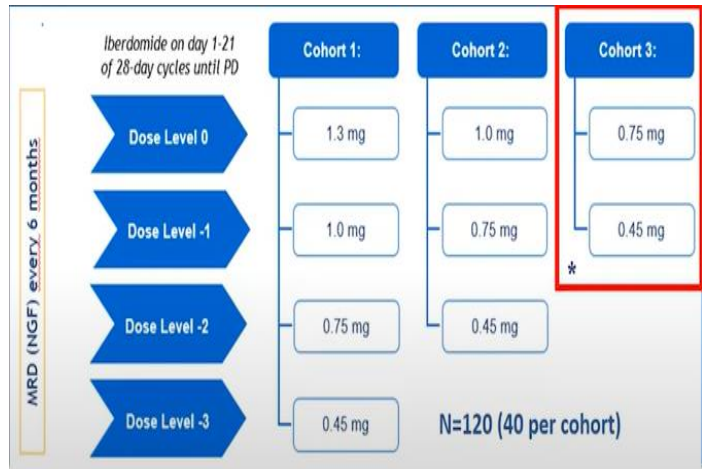 Iberdomide on day 1-21
of 28-day cycles until PD
Cohort 1:
Cohort 2:
Cohort 3:
MRD (NGF) every 6 months
Dose Level 0
1.3 mg
1.0 mg
0.75 mg
Dose Level -1
1.0 mg
0.75 mg
0.45 mg
*
Dose Level -2
0.75 mg
0.45 mg
Dose Level -3
0.45 mg
N=120 (40 per cohort)